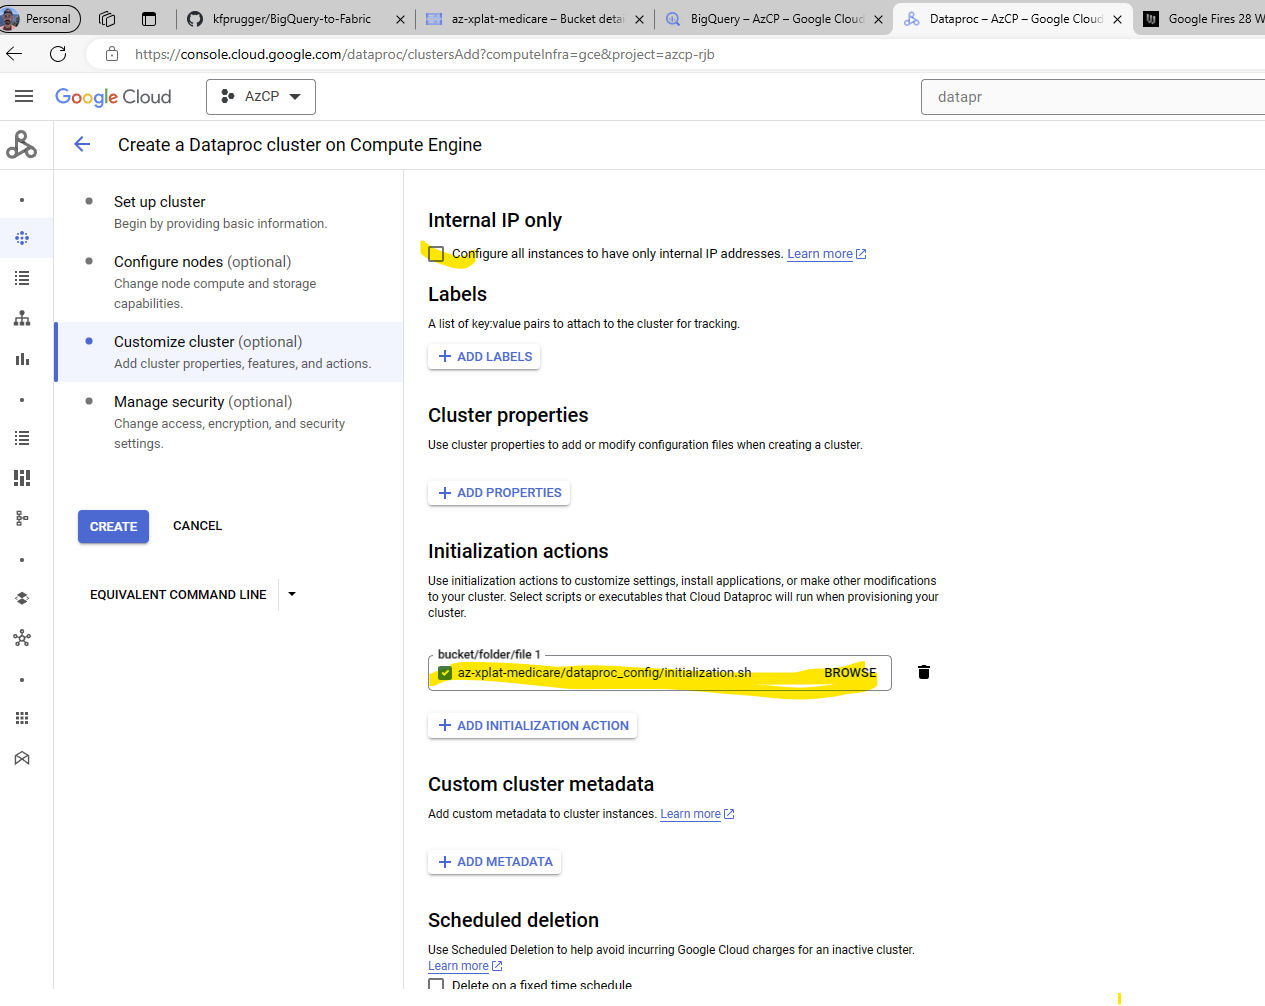 Personal
kfprugger/BigQuery-to-Fabric
az-xplat-medicare – Bucket detai
BigQuery – AzCP – Google Cloud
Dataproc – AzCP – Google Cloud
Google Fires 28 W
https://console.cloud.google.com/dataproc/clustersAdd?computeInfra=gce&project=azcp-rjb
Google Cloud
AzCP
datapr
Create a Dataproc cluster on Compute Engine
Set up cluster
Begin by providing basic information.
Configure nodes (optional)
Change node compute and storage
capabilities.
Customize cluster (optional)
Add cluster properties, features, and actions.
Manage security (optional)
Change access, encryption, and security
settings.
CREATE
CANCEL
EQUIVALENT COMMAND LINE
Internal IP only
Configure all instances to have only internal IP addresses. Learn more
Labels
A list of key:value pairs to attach to the cluster for tracking.
+ ADD LABELS
Cluster properties
Use cluster properties to add or modify configuration files when creating a cluster.
+ ADD PROPERTIES
Initialization actions
Use initialization actions to customize settings, install applications, or make other modifications
to your cluster. Select scripts or executables that Cloud Dataproc will run when provisioning your
cluster.
bucket/folder/file 1
az-xplat-medicare/dataproc_config/initialization.sh BROWSE
+ ADD INITIALIZATION ACTION
Custom cluster metadata
Add custom metadata to cluster instances. Learn more
+ ADD METADATA
Scheduled deletion
Use Scheduled Deletion to help avoid incurring Google Cloud charges for an inactive cluster.
Learn more
Delete on a fixed time schedule